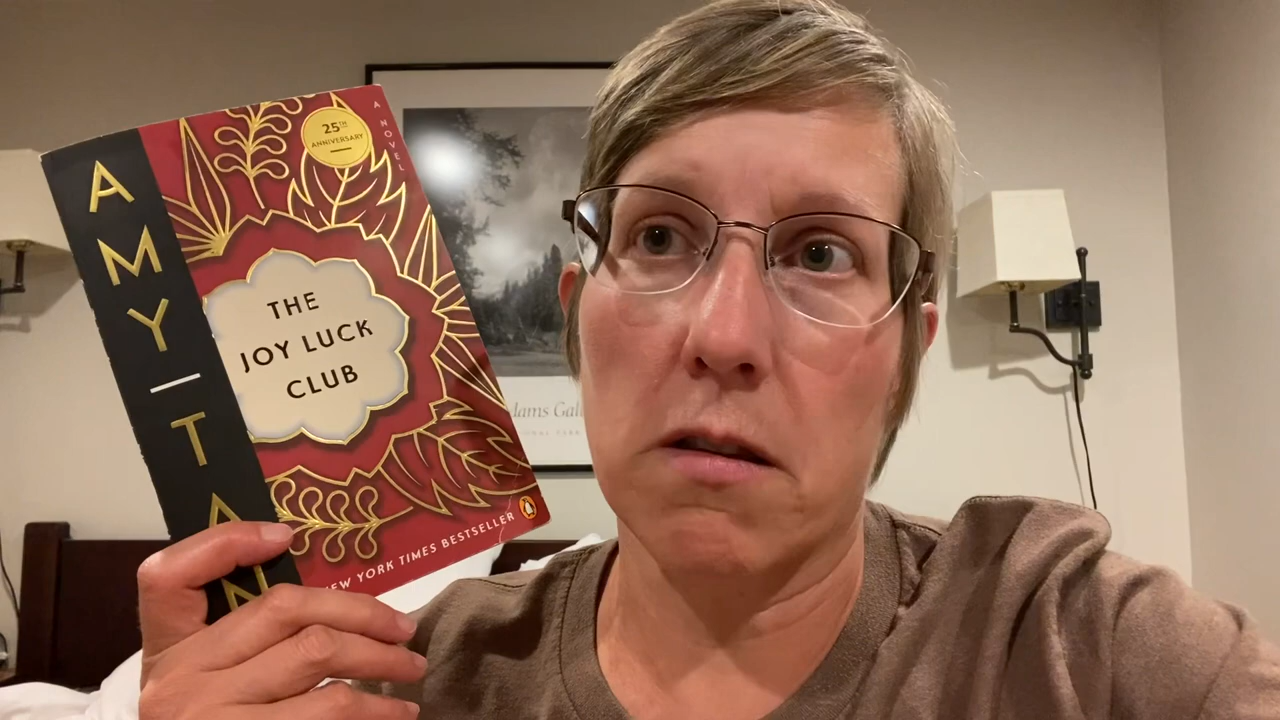 AMY TAN
25TH
ANNIVERSARY
A NOVEL
THE
JOY LUCK
CLUB
NEW YORK TIMES BESTSELLER